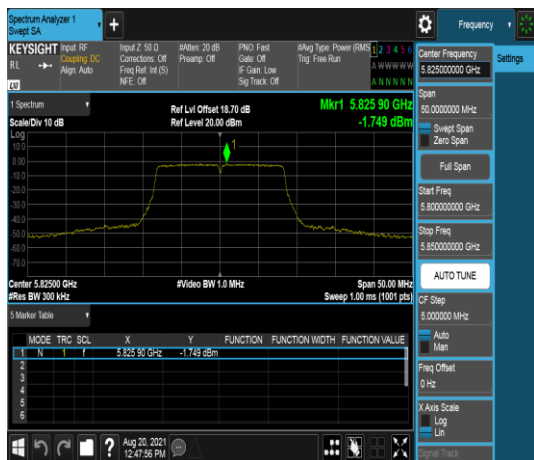 Spectrum Analyzer 1
Swept SA
Frequency
KEYSIGHT
RL
Input: RF
Coupling: DC
Align: Auto
Input Z: 50 Ω
Corrections: Off
Freq Ref: Int (S)
NFE: Off
#Atten: 20 dB
Preamp: Off
PNO: Fast
Gate: Off
IF Gain: Low
Sig Track: Off
#Avg Type: Power (RMS
Trig: Free Run
1 2 3 4 5 6
A W W W W W
A N N N N N
Center Frequency
5.825000000 GHz
Settings
Span
50.0000000 MHz
Swept Span
Zero Span
Full Span
Start Freq
5.800000000 GHz
Stop Freq
5.850000000 GHz
AUTO TUNE
CF Step
5.000000 MHz
Auto
Man
Freq Offset
0 Hz
X Axis Scale
Log
Lin
Signal Track
1 Spectrum
Scale/Div 10 dB
Ref Lvl Offset 18.70 dB
Ref Level 20.00 dBm
Mkr1 5.825 90 GHz
-1.749 dBm
Log
10.0
0.00
-10.0
-20.0
-30.0
-40.0
-50.0
-60.0
-70.0
1
Center 5.82500 GHz
#Res BW 300 kHz
#Video BW 1.0 MHz
Span 50.00 MHz
Sweep 1.00 ms (1001 pts)
5 Marker Table
MODE TRC SCL X Y FUNCTION FUNCTION WIDTH FUNCTION VALUE
1 N 1 f 5.825 90 GHz -1.749 dBm
2
3
4
5
6
Aug 20, 2021
12:47:56 PM